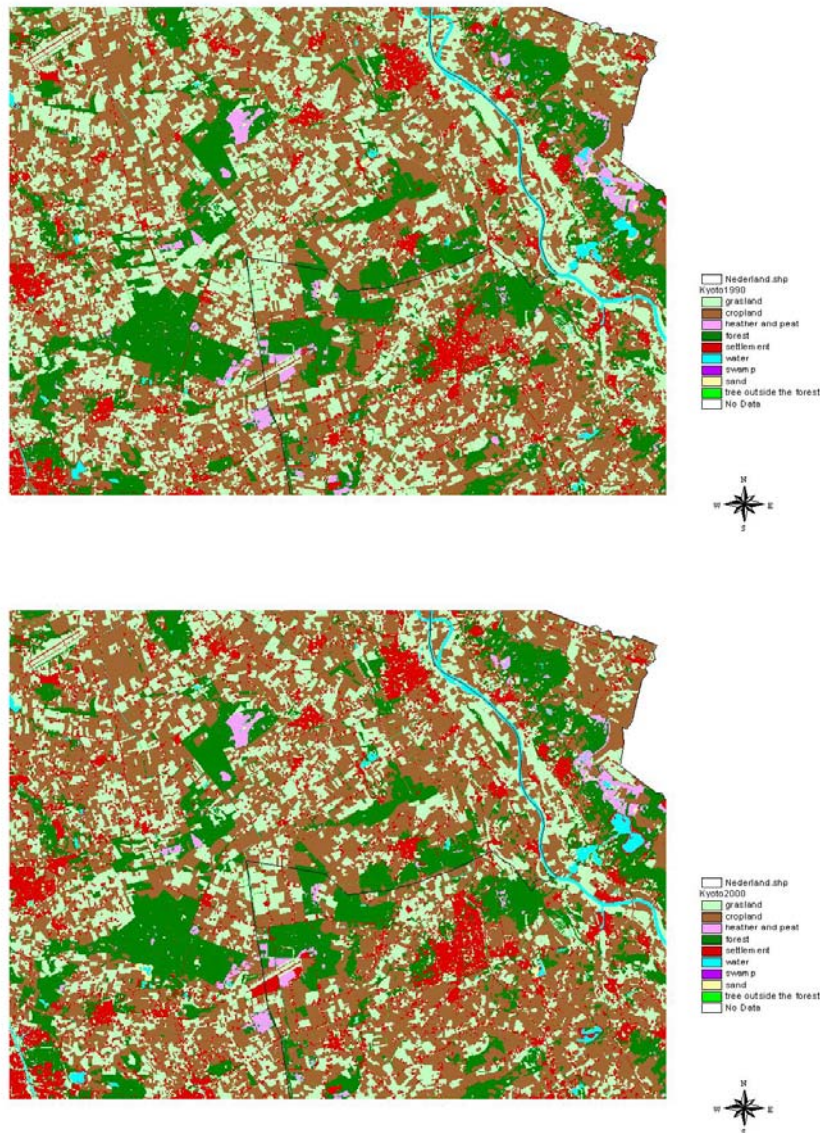 Nederland.shp
Kyoto1990
grasland
cropland
heather and peat
forest
settlement
water
swamp
sand
tree outside the forest
No Data
N
W E
S
Nederland.shp
Kyoto2000
grasland
cropland
heather and peat
forest
settlement
water
swamp
sand
tree outside the forest
No Data
N
W E
S